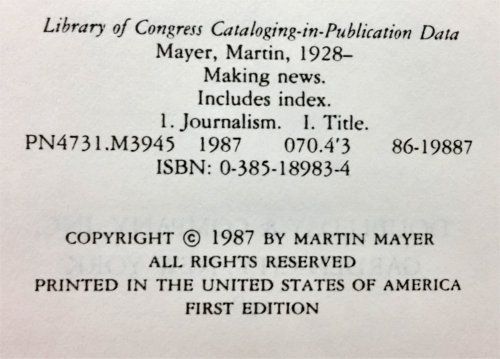 Library of Congress Cataloging-in-Publication Data
Mayer, Martin, 1928–
Making news.
Includes index.
1. Journalism. I. Title.
PN4731.M3945 1987 070.4'3 86-19887
ISBN: 0-385-18983-4
COPYRIGHT © 1987 BY MARTIN MAYER
ALL RIGHTS RESERVED
PRINTED IN THE UNITED STATES OF AMERICA
FIRST EDITION